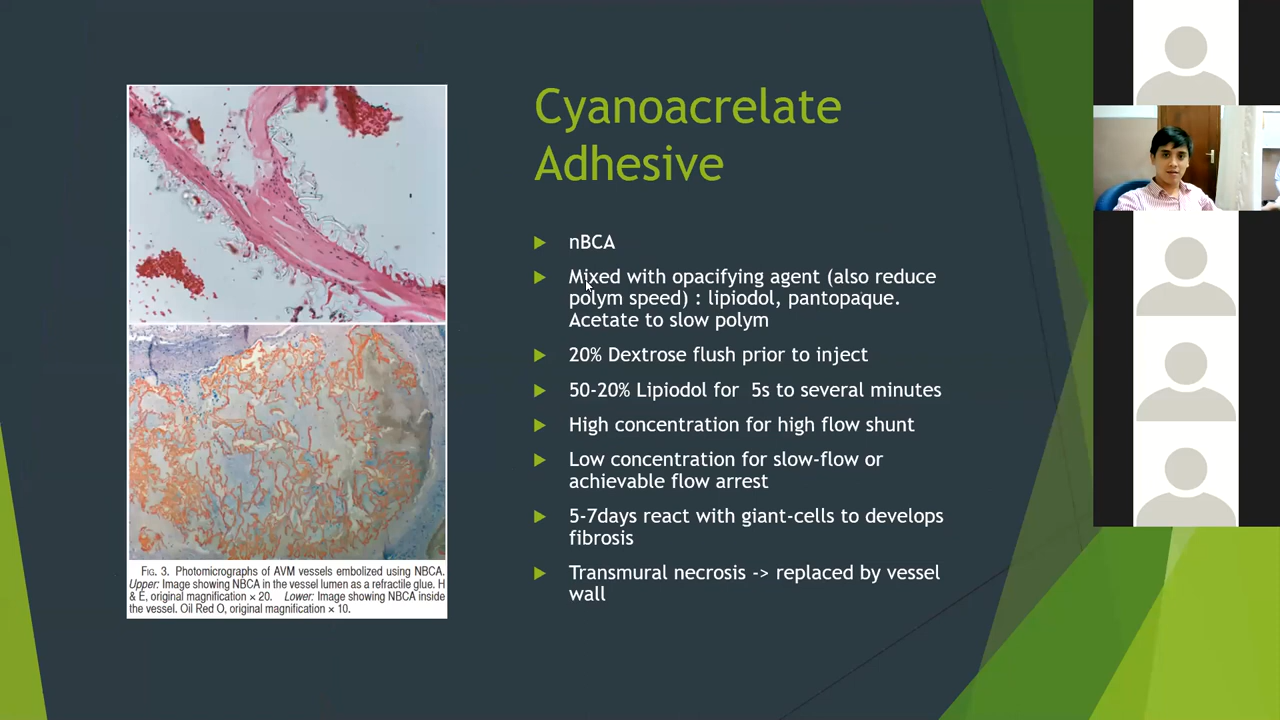 Cyanoacrelate
Adhesive
nBCA
Mixed with opacifying agent (also reduce
polym speed) : lipiodol, pantopaque.
Acetate to slow polym
20% Dextrose flush prior to inject
50-20% Lipiodol for 5s to several minutes
High concentration for high flow shunt
Low concentration for slow-flow or
achievable flow arrest
5-7days react with giant-cells to develops
fibrosis
Transmural necrosis -> replaced by vessel
wall
FIG. 3. Photomicrographs of AVM vessels embolized using NBCA.
Upper: Image showing NBCA in the vessel lumen as a refractile glue. H
& E, original magnification × 20. Lower: Image showing NBCA inside
the vessel. Oil Red O, original magnification × 10.